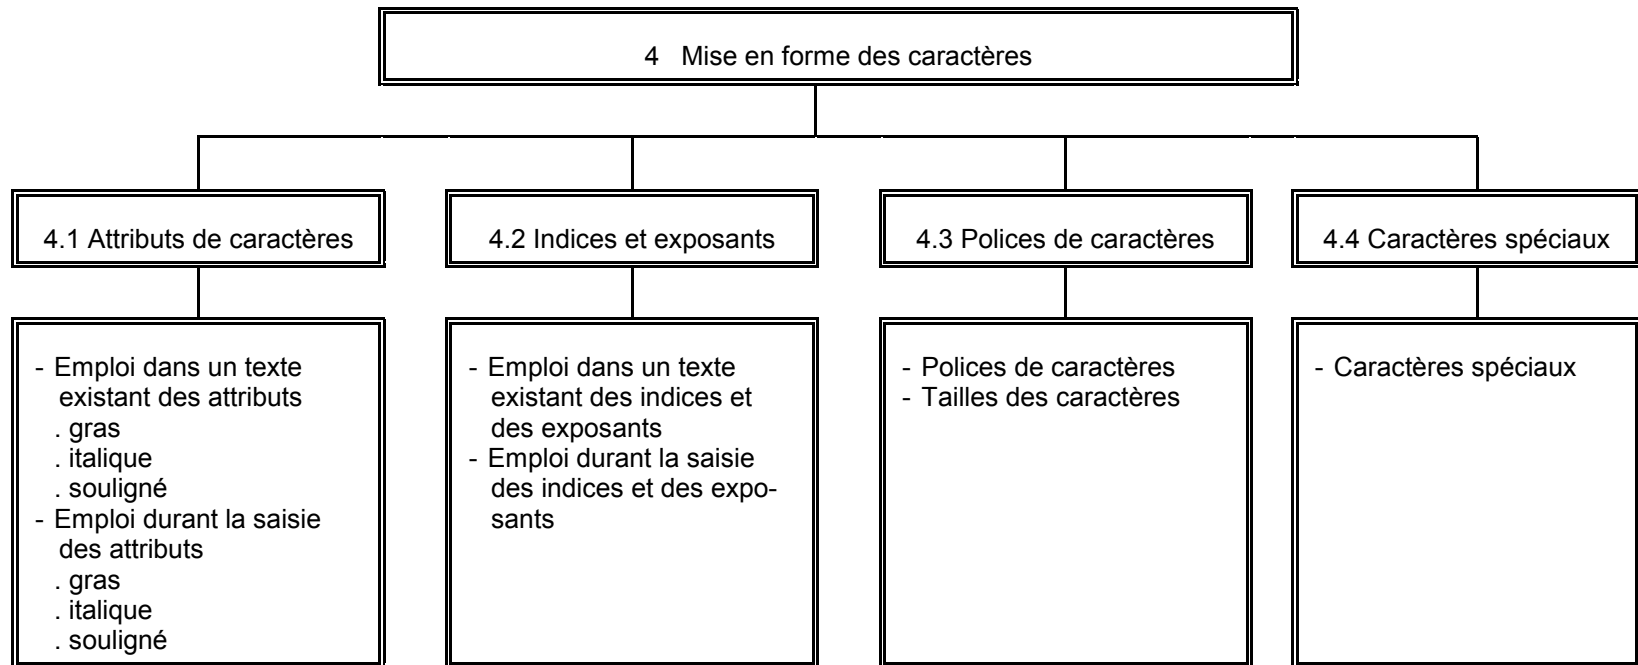 4 Mise en forme des caractères
4.1 Attributs de caractères
4.2 Indices et exposants
4.3 Polices de caractères
4.4 Caractères spéciaux
- Emploi dans un texte
existant des attributs
. gras
. italique
. souligné
- Emploi durant la saisie
des attributs
. gras
. italique
. souligné
- Emploi dans un texte
existant des indices et
des exposants
- Emploi durant la saisie
des indices et des expo-
sants
- Polices de caractères
- Tailles des caractères
- Caractères spéciaux